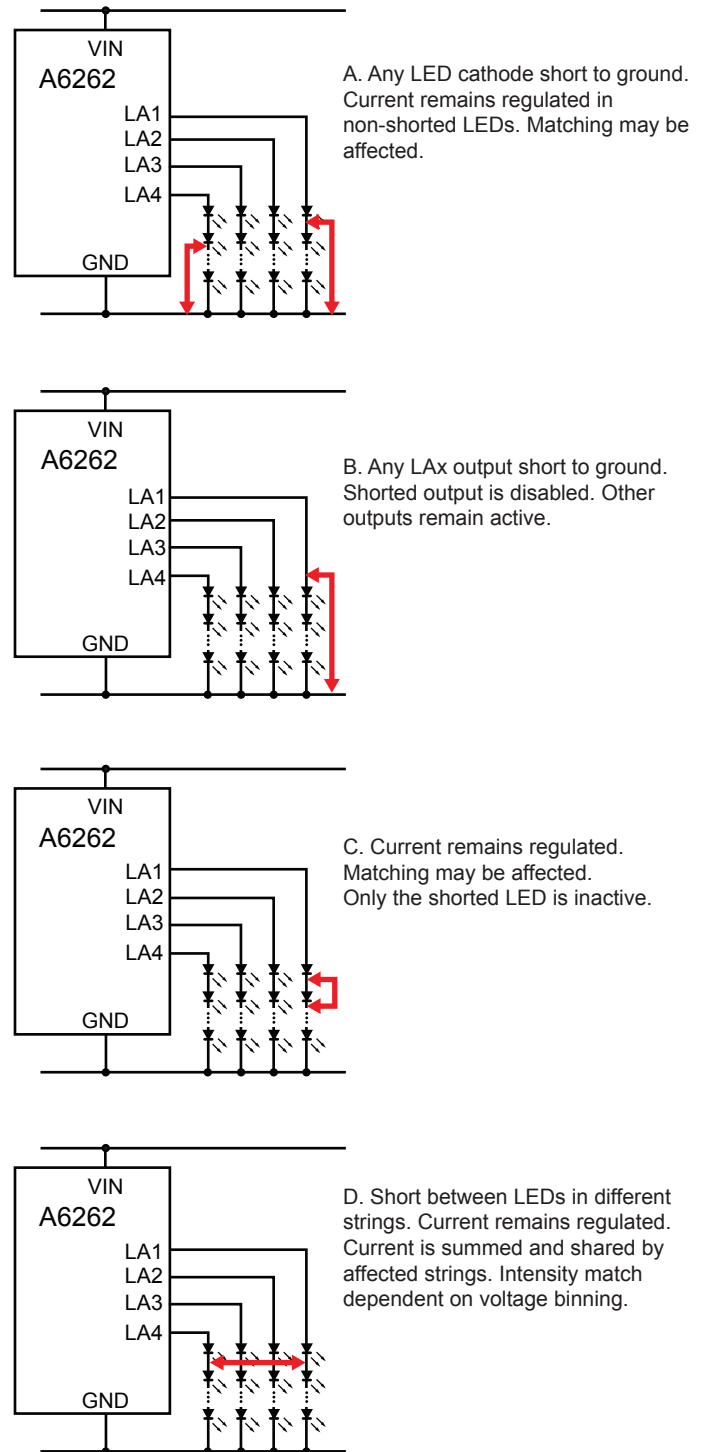 VIN
A6262
LA1
LA2
LA3
LA4
GND
A. Any LED cathode short to ground.
Current remains regulated in
non-shorted LEDs. Matching may be
affected.
VIN
A6262
LA1
LA2
LA3
LA4
GND
B. Any LAx output short to ground.
Shorted output is disabled. Other
outputs remain active.
VIN
A6262
LA1
LA2
LA3
LA4
GND
C. Current remains regulated.
Matching may be affected.
Only the shorted LED is inactive.
VIN
A6262
LA1
LA2
LA3
LA4
GND
D. Short between LEDs in different
strings. Current remains regulated.
Current is summed and shared by
affected strings. Intensity match
dependent on voltage binning.